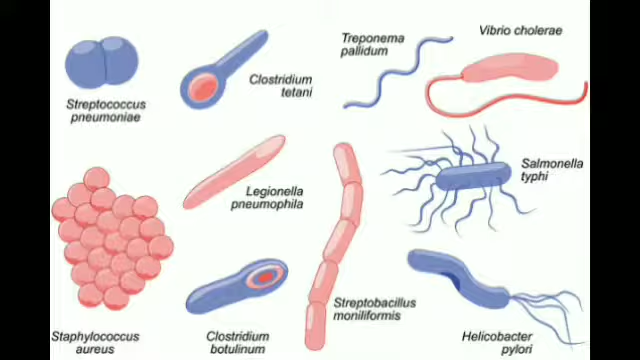 Streptococcus
pneumoniae
Clostridium
tetani
Treponema
pallidum
Vibrio cholerae
Legionella
pneumophila
Salmonella
typhi
Staphylococcus
aureus
Clostridium
botulinum
Streptobacillus
moniliformis
Helicobacter
pylori